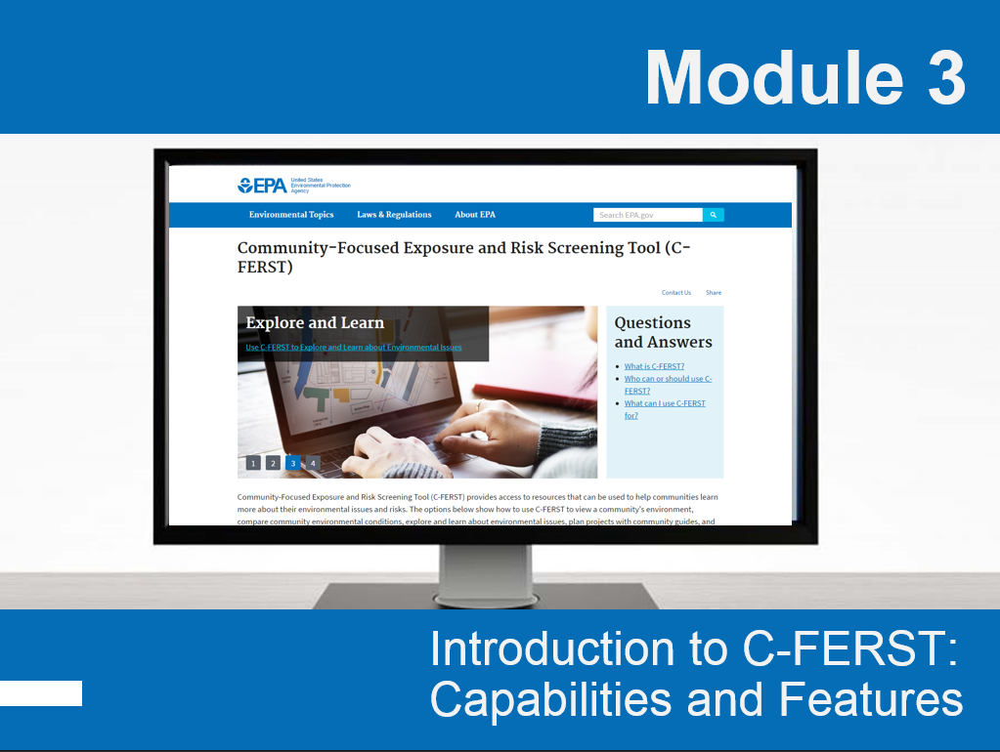 Module 3
EPA
United States
Environmental Protection
Agency
Environmental Topics
Laws & Regulations
About EPA
Search EPA.gov
Community-Focused Exposure and Risk Screening Tool (C-
FERST)
Contact Us
Share
Explore and Learn
Use C-FERST to Explore and Learn about Environmental Issues
1 2 3 4
Questions
and Answers
What is C-FERST?
Who can or should use C-
FERST?
What can I use C-FERST
for?
Community-Focused Exposure and Risk Screening Tool (C-FERST) provides access to resources that can be used to help communities learn
more about their environmental issues and risks. The options below show how to use C-FERST to view a community's environment,
compare community environmental conditions, explore and learn about environmental issues, plan projects with community guides, and
Introduction to C-FERST:
Capabilities and Features